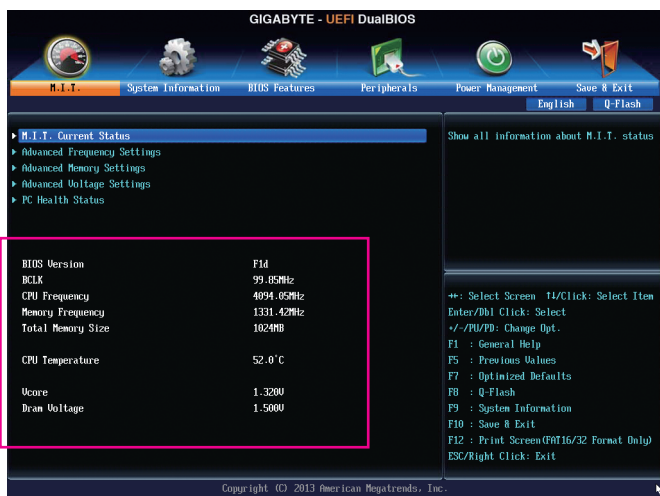 GIGABYTE - UEFI DualBIOS
M.I.T. System Information BIOS Features Peripherals Power Management Save & Exit
English Q-Flash
M.I.T. Current Status
Advanced Frequency Settings
Advanced Memory Settings
Advanced Voltage Settings
PC Health Status
Show all information about M.I.T. status
BIOS Version F1d
BCLK 99.85MHz
CPU Frequency 4094.05MHz
Memory Frequency 1331.42MHz
Total Memory Size 1024MB
CPU Temperature 52.0°C
Vcore 1.320V
Dram Voltage 1.500V
→←: Select Screen ↑↓/Click: Select Item
Enter/Dbl Click: Select
+/-/PU/PD: Change Opt.
F1 : General Help
F5 : Previous Values
F7 : Optimized Defaults
F8 : Q-Flash
F9 : System Information
F10 : Save & Exit
F12 : Print Screen(FAT16/32 Format Only)
ESC/Right Click: Exit
Copyright (C) 2013 American Megatrends, Inc.